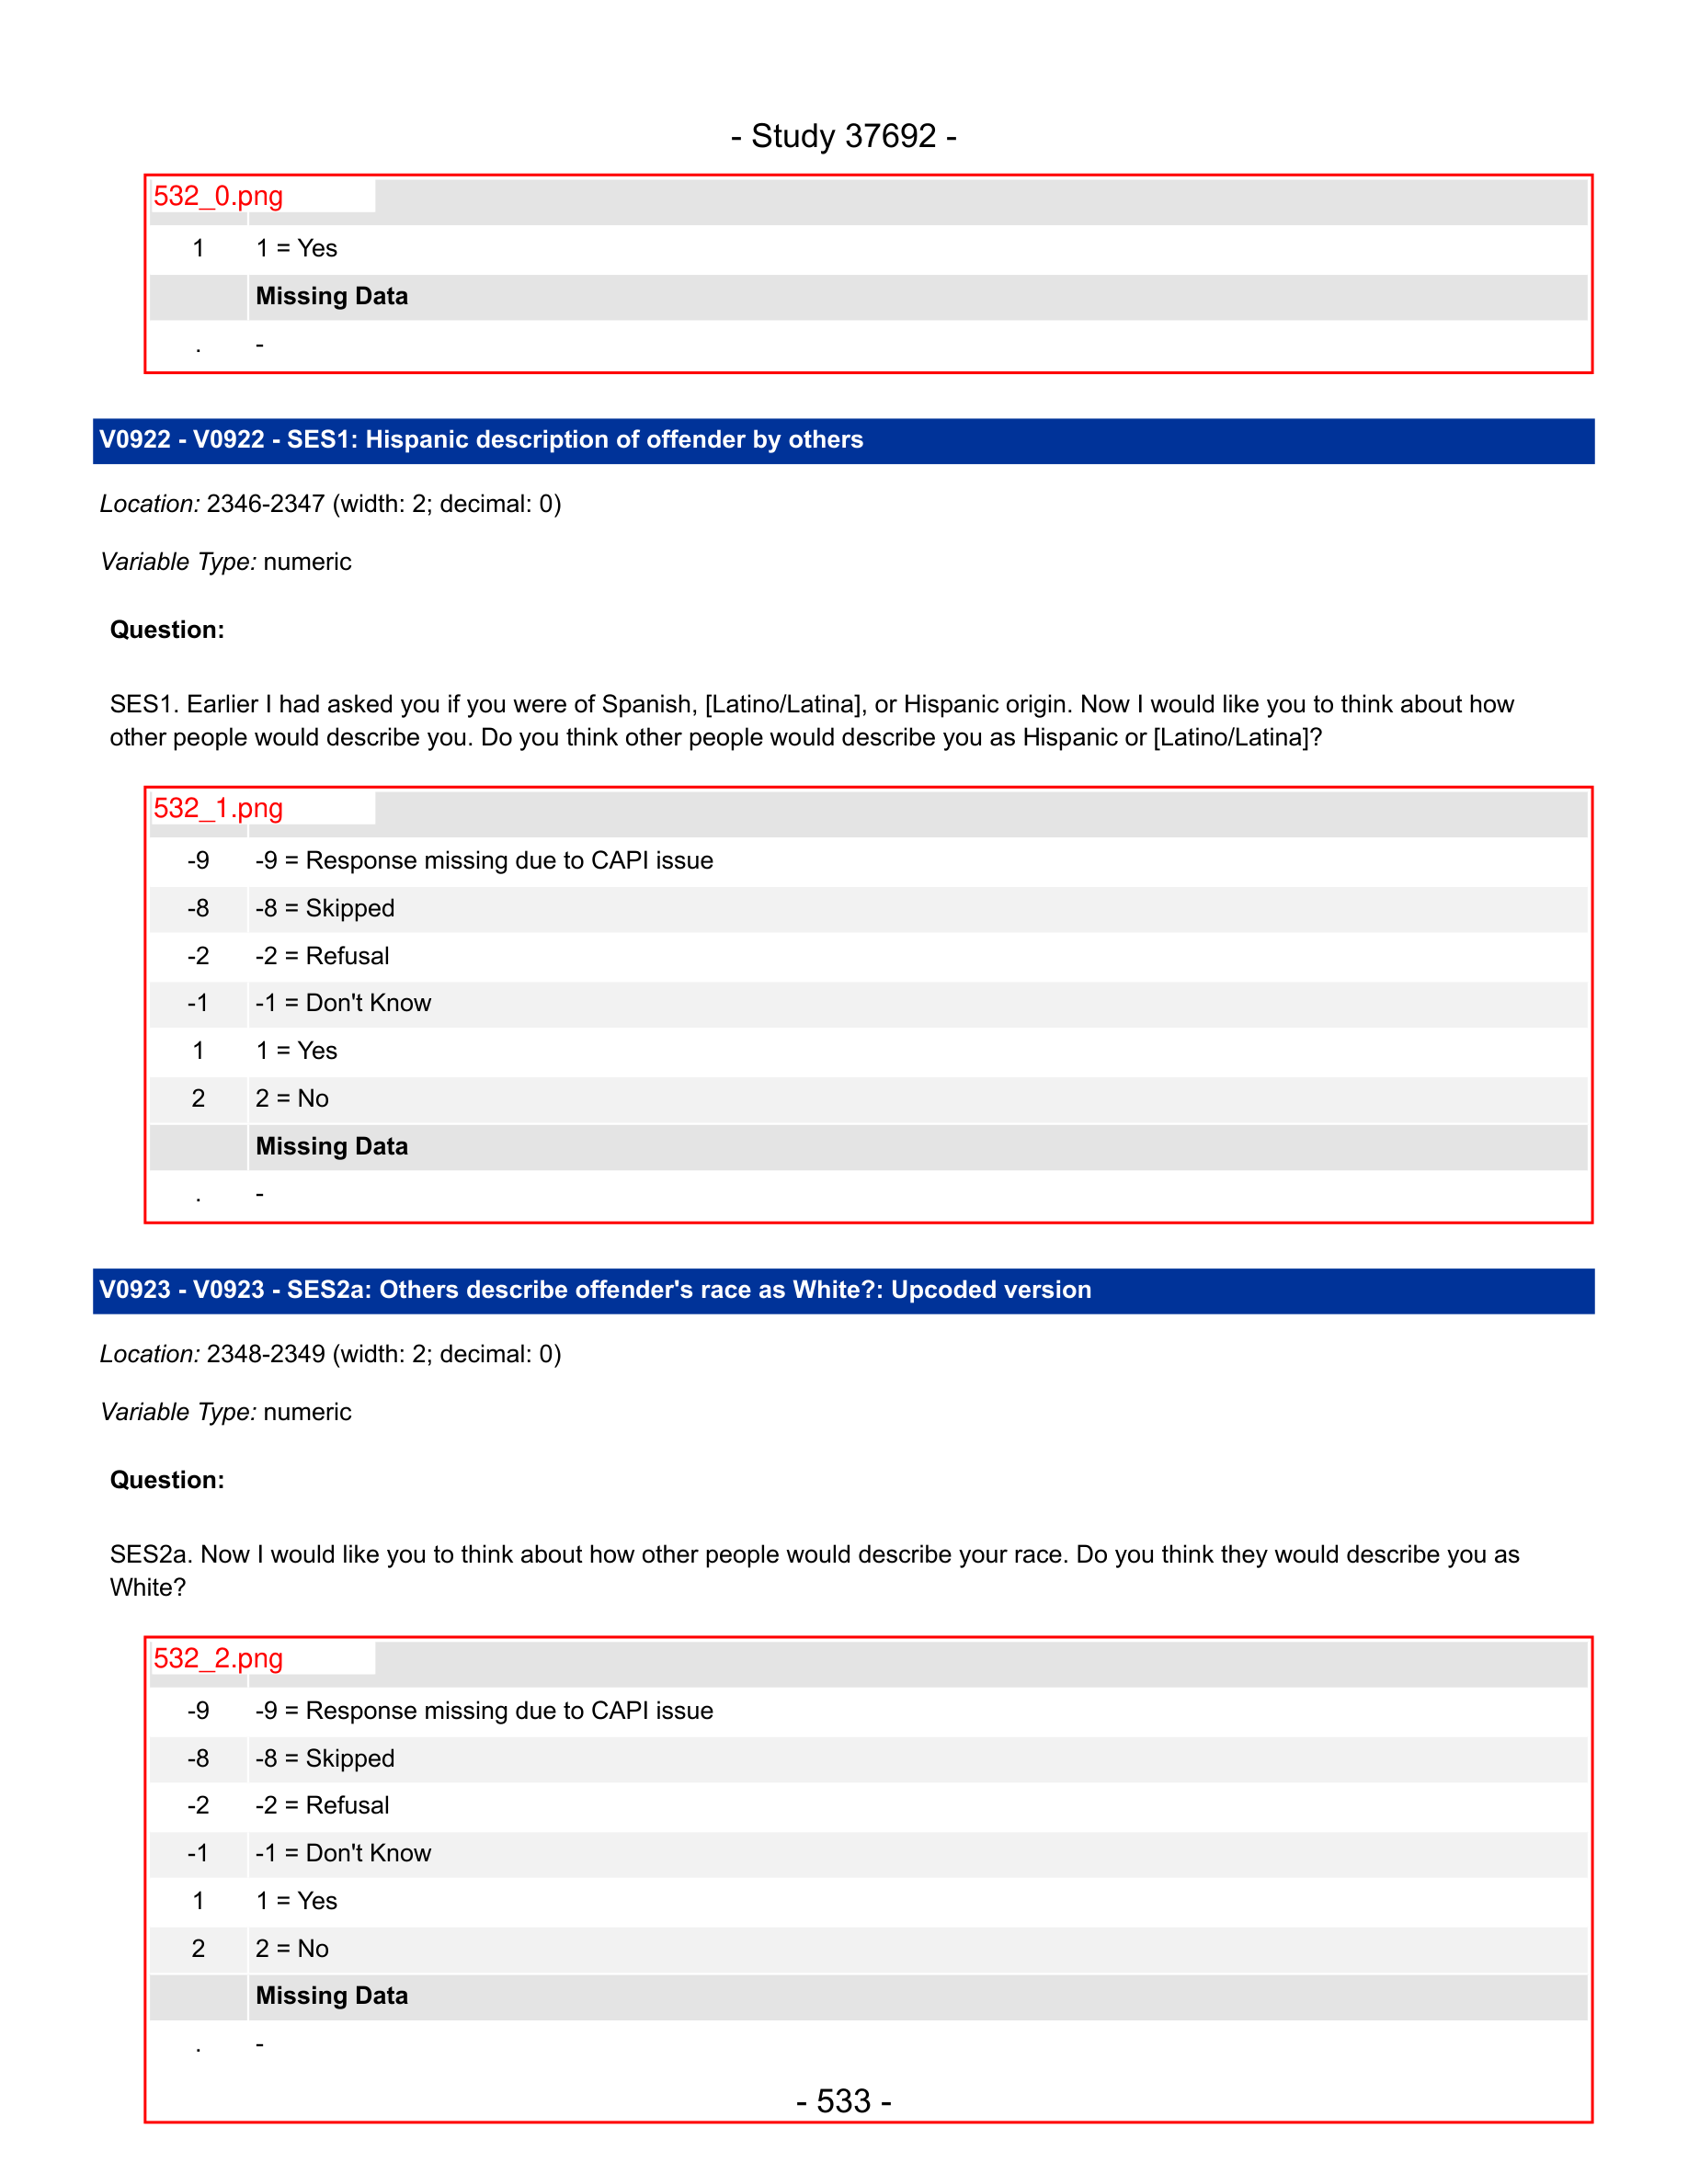 - Study 37692 -
532_0.png
1 1 = Yes
Missing Data
. -
V0922 - V0922 - SES1: Hispanic description of offender by others
Location: 2346-2347 (width: 2; decimal: 0)
Variable Type: numeric
Question:
SES1. Earlier I had asked you if you were of Spanish, [Latino/Latina], or Hispanic origin. Now I would like you to think about how
other people would describe you. Do you think other people would describe you as Hispanic or [Latino/Latina]?
532_1.png
-9 -9 = Response missing due to CAPI issue
-8 -8 = Skipped
-2 -2 = Refusal
-1 -1 = Don't Know
1 1 = Yes
2 2 = No
Missing Data
. -
V0923 - V0923 - SES2a: Others describe offender's race as White?: Upcoded version
Location: 2348-2349 (width: 2; decimal: 0)
Variable Type: numeric
Question:
SES2a. Now I would like you to think about how other people would describe your race. Do you think they would describe you as
White?
532_2.png
-9 -9 = Response missing due to CAPI issue
-8 -8 = Skipped
-2 -2 = Refusal
-1 -1 = Don't Know
1 1 = Yes
2 2 = No
Missing Data
. -
- 533 -